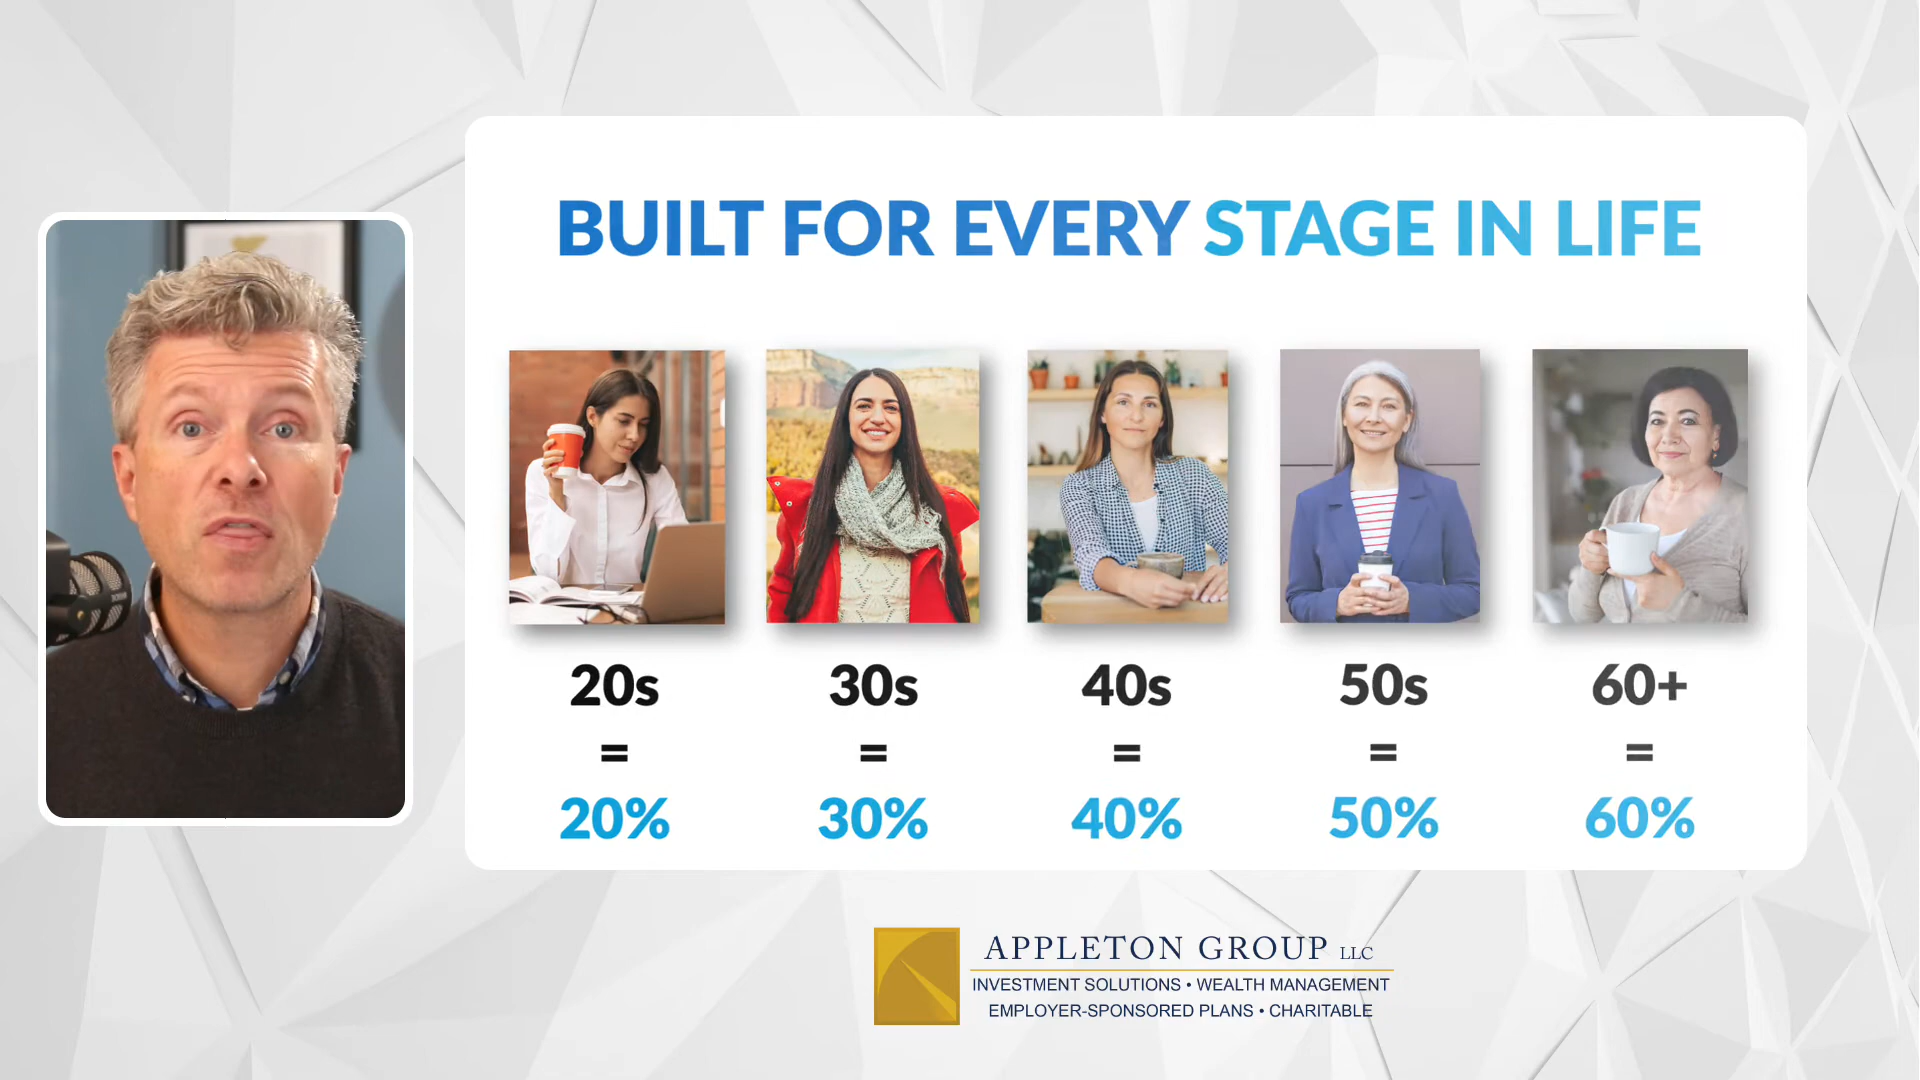 BUILT FOR EVERY STAGE IN LIFE
20s 30s 40s 50s 60+
= = = = =
20% 30% 40% 50% 60%
APPLETON GROUP LLC
INVESTMENT SOLUTIONS • WEALTH MANAGEMENT
EMPLOYER-SPONSORED PLANS • CHARITABLE